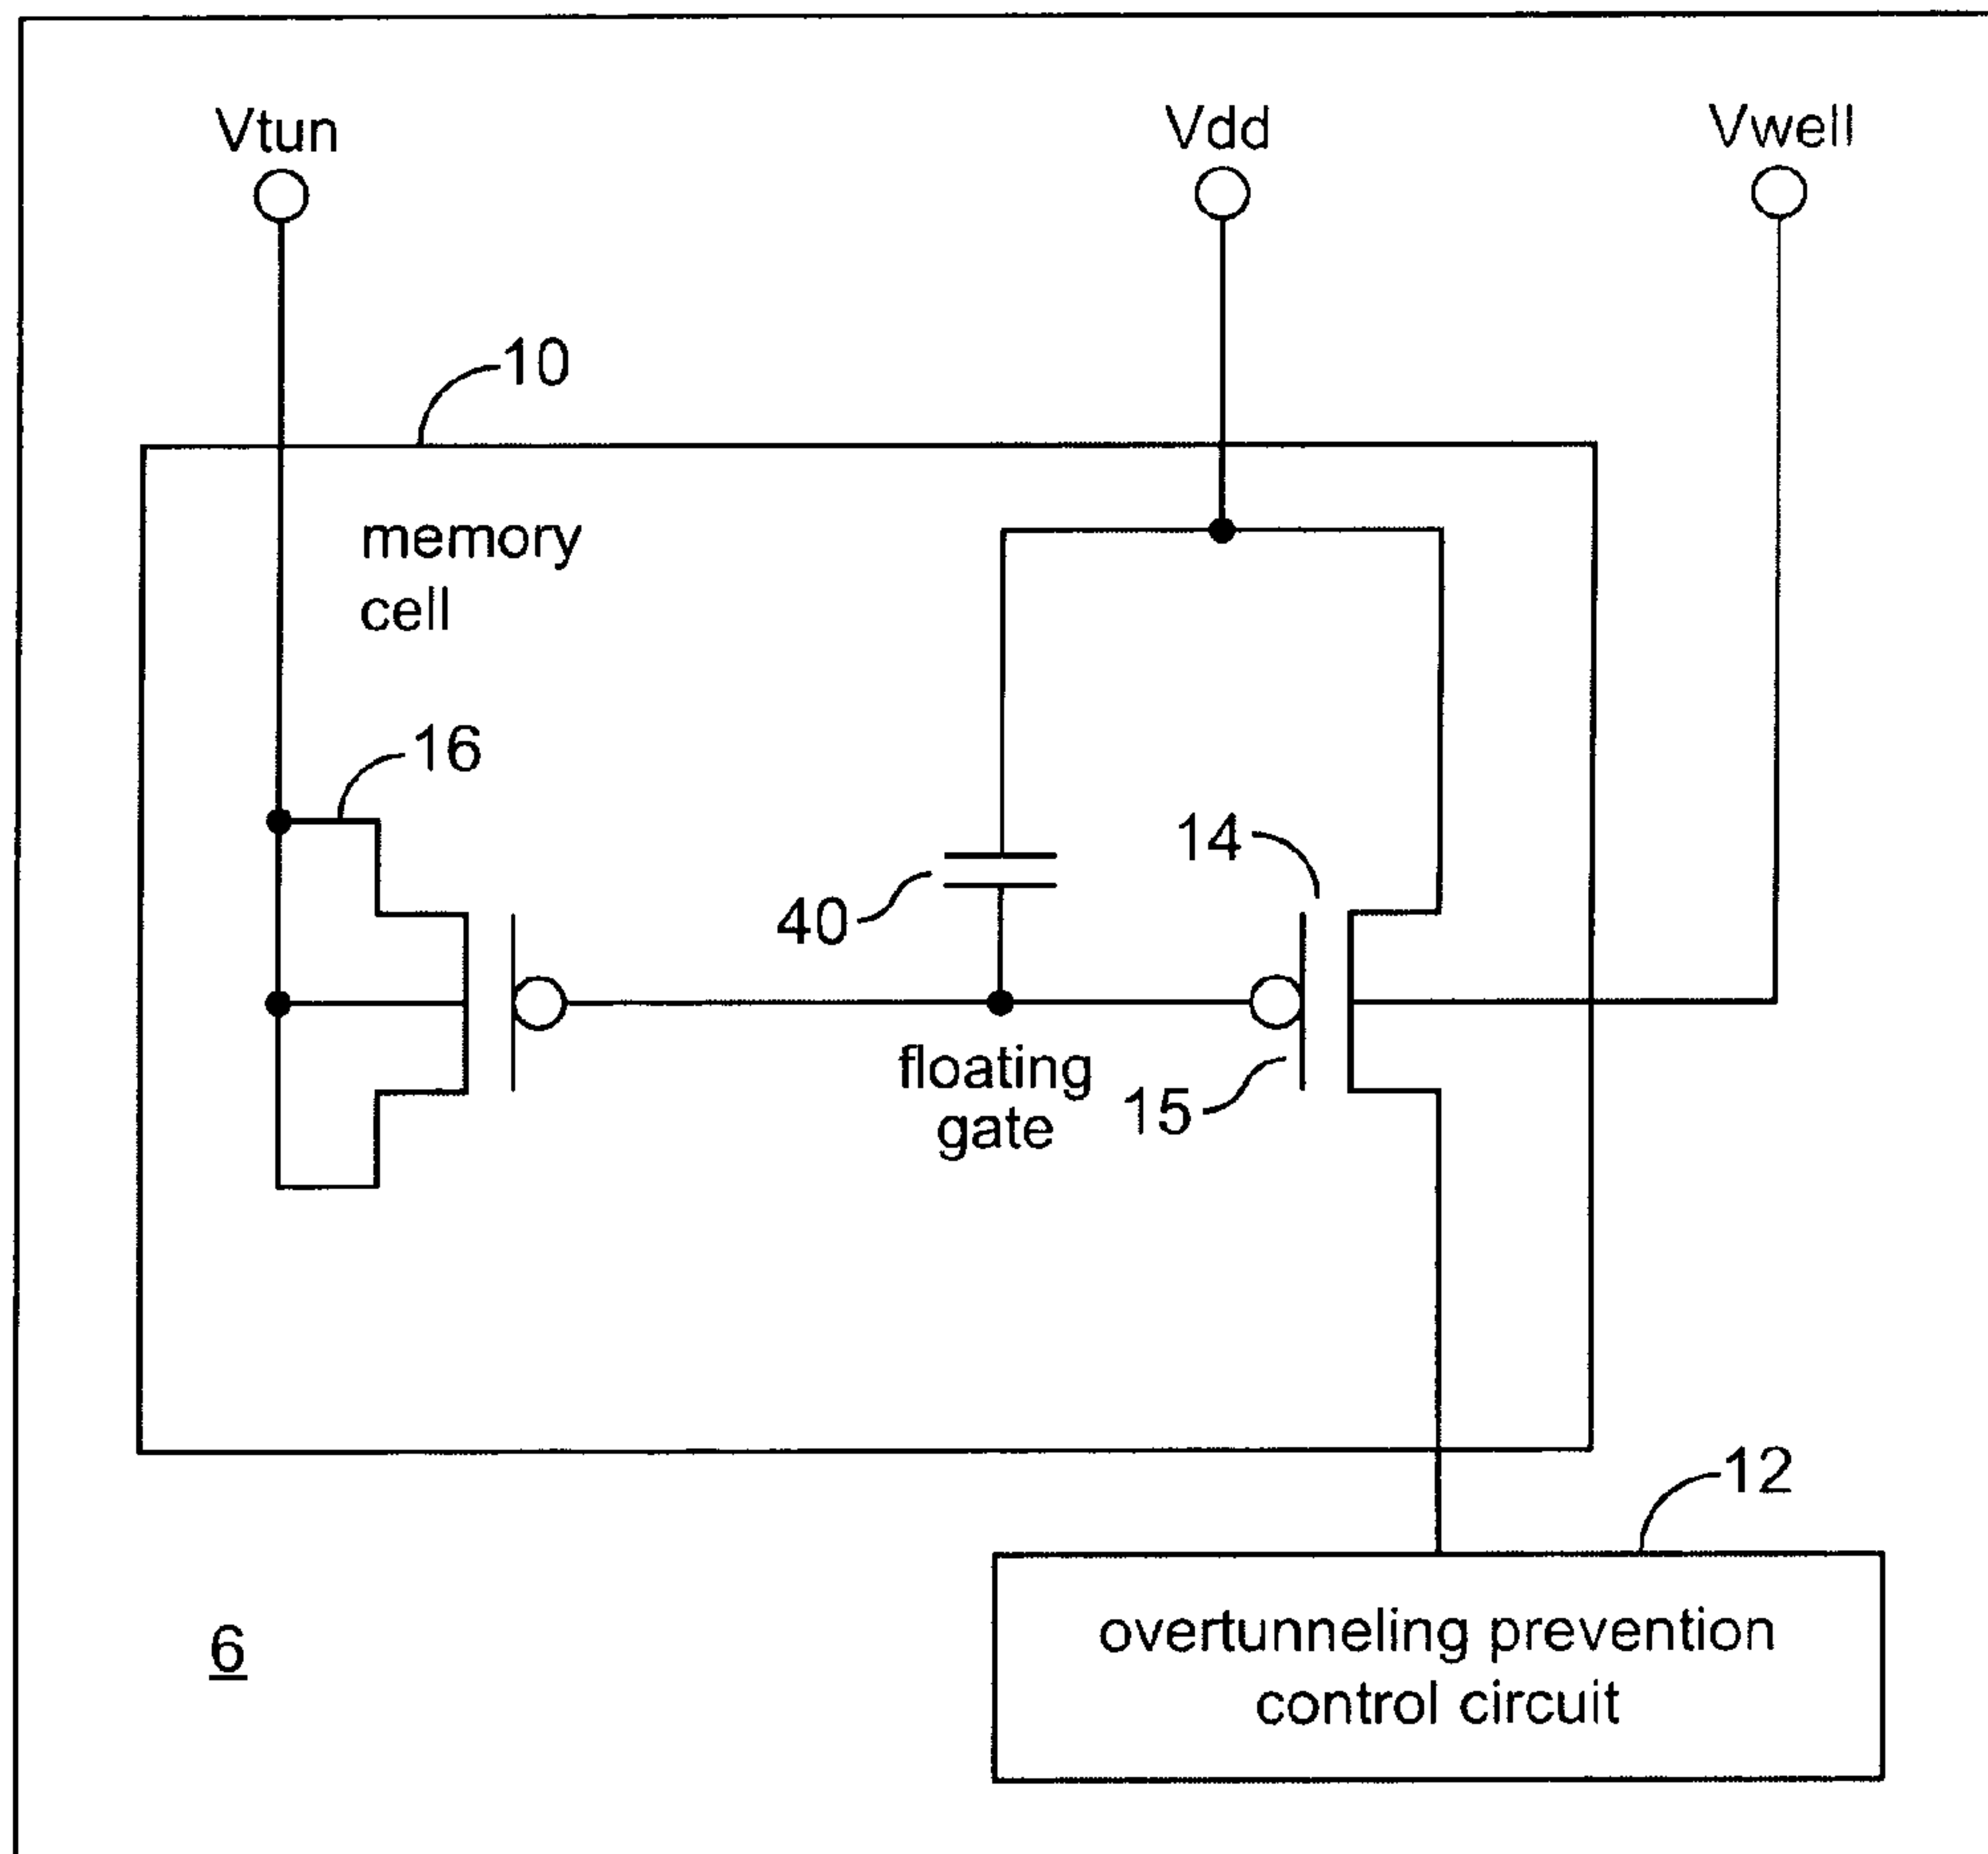 Vtun
Vdd
Vwell
10
memory
cell
16
14
40
floating
gate
15
12
overtunneling prevention
control circuit
6